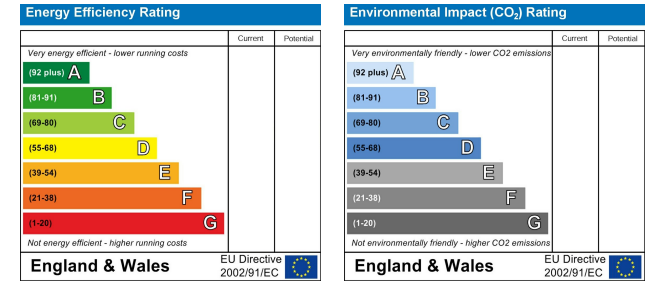 Energy Efficiency Rating
Current Potential
Very energy efficient - lower running costs
(92 plus) A
(81-91) B
(69-80) C
(55-68) D
(39-54) E
(21-38) F
(1-20) G
Not energy efficient - higher running costs
England & Wales
EU Directive
2002/91/EC
Environmental Impact (CO₂) Rating
Current Potential
Very environmentally friendly - lower CO2 emissions
(92 plus) A
(81-91) B
(69-80) C
(55-68) D
(39-54) E
(21-38) F
(1-20) G
Not environmentally friendly - higher CO2 emissions
England & Wales
EU Directive
2002/91/EC